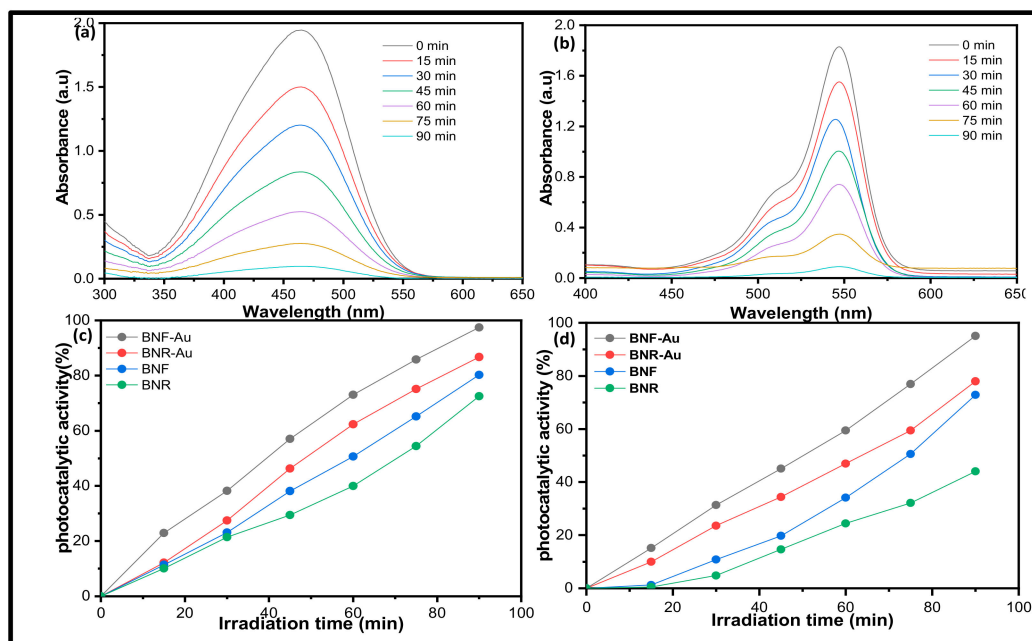 (a)
2.0
1.5
1.0
0.5
0.0
Absorbance (a.u)
0 min
15 min
30 min
45 min
60 min
75 min
90 min
300 350 400 450 500 550 600 650
Wavelength (nm)
(b)
2.0
1.6
1.2
0.8
0.4
0.0
Absorbance (a.u)
0 min
15 min
30 min
45 min
60 min
75 min
90 min
400 450 500 550 600 650
Wavelength (nm)
(c)
100
80
60
40
20
0
photocatalytic activity(%)
BNF-Au
BNR-Au
BNF
BNR
0 20 40 60 80 100
Irradiation time (min)
(d)
100
80
60
40
20
0
photocatalytic activity (%)
BNF-Au
BNR-Au
BNF
BNR
0 20 40 60 80 100
Irradiation time (min)